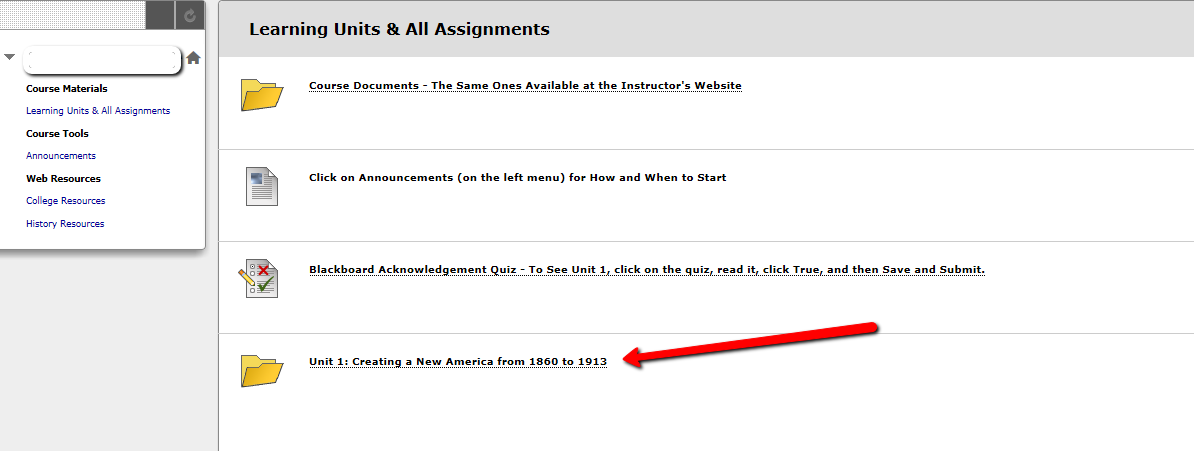 Course Materials
Learning Units & All Assignments
Course Tools
Announcements
Web Resources
College Resources
History Resources
Learning Units & All Assignments
Course Documents - The Same Ones Available at the Instructor's Website
Click on Announcements (on the left menu) for How and When to Start
Blackboard Acknowledgement Quiz - To See Unit 1, click on the quiz, read it, click True, and then Save and Submit.
Unit 1: Creating a New America from 1860 to 1913